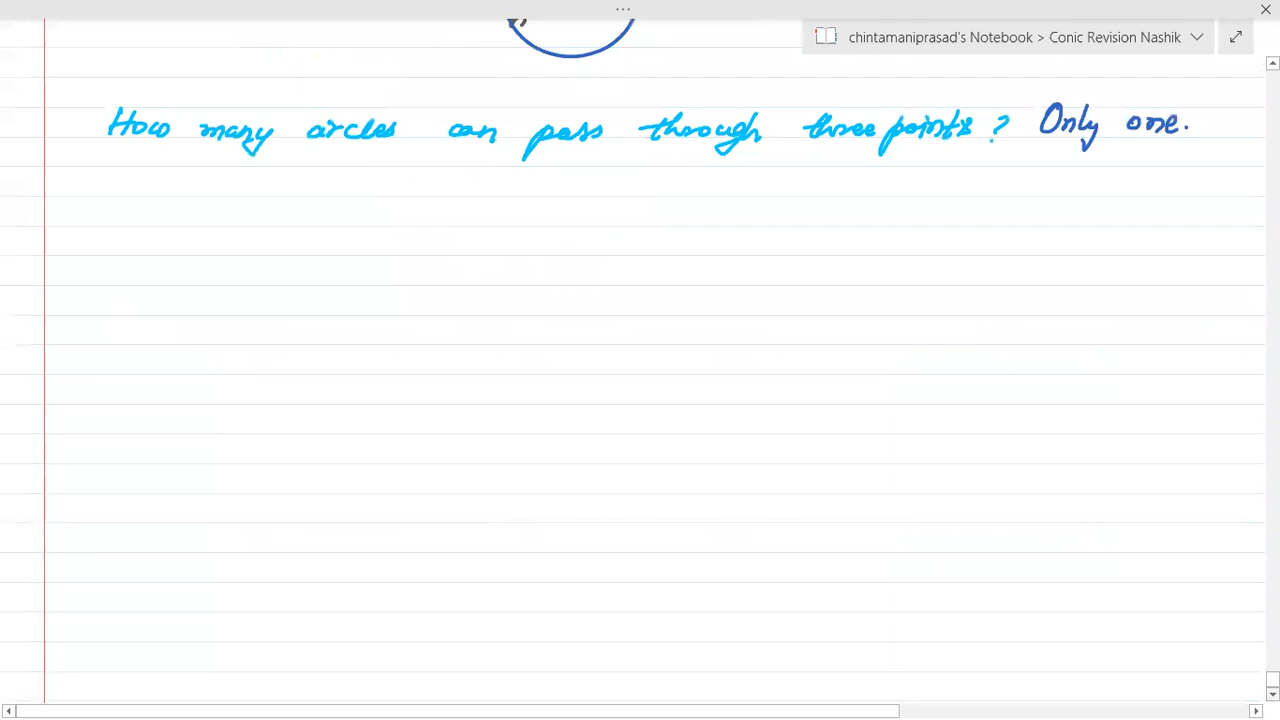 chintamaniprasad's Notebook > Conic Revision Nashik
How many circles can pass through three points? Only one.